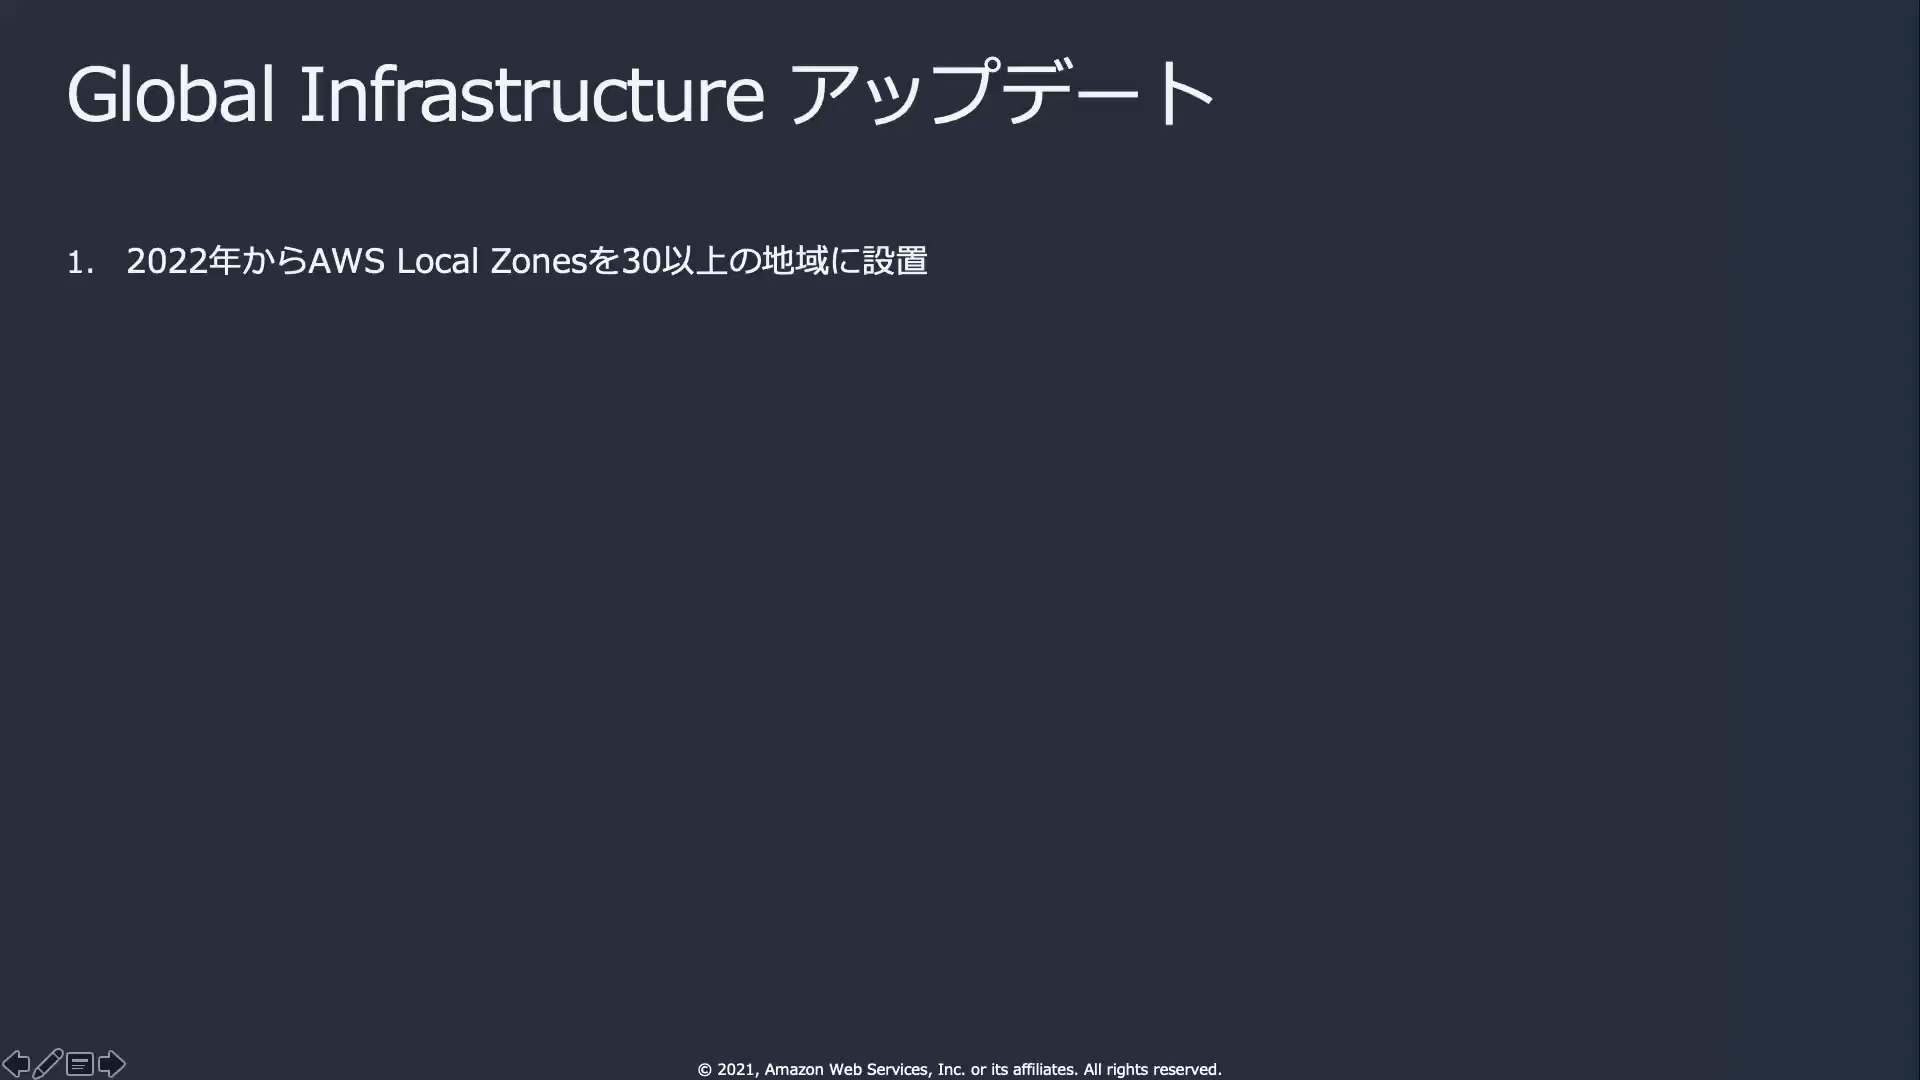 Global Infrastructure アップデート
1. 2022年からAWS Local Zonesを30以上の地域に設置
© 2021, Amazon Web Services, Inc. or its affiliates. All rights reserved.